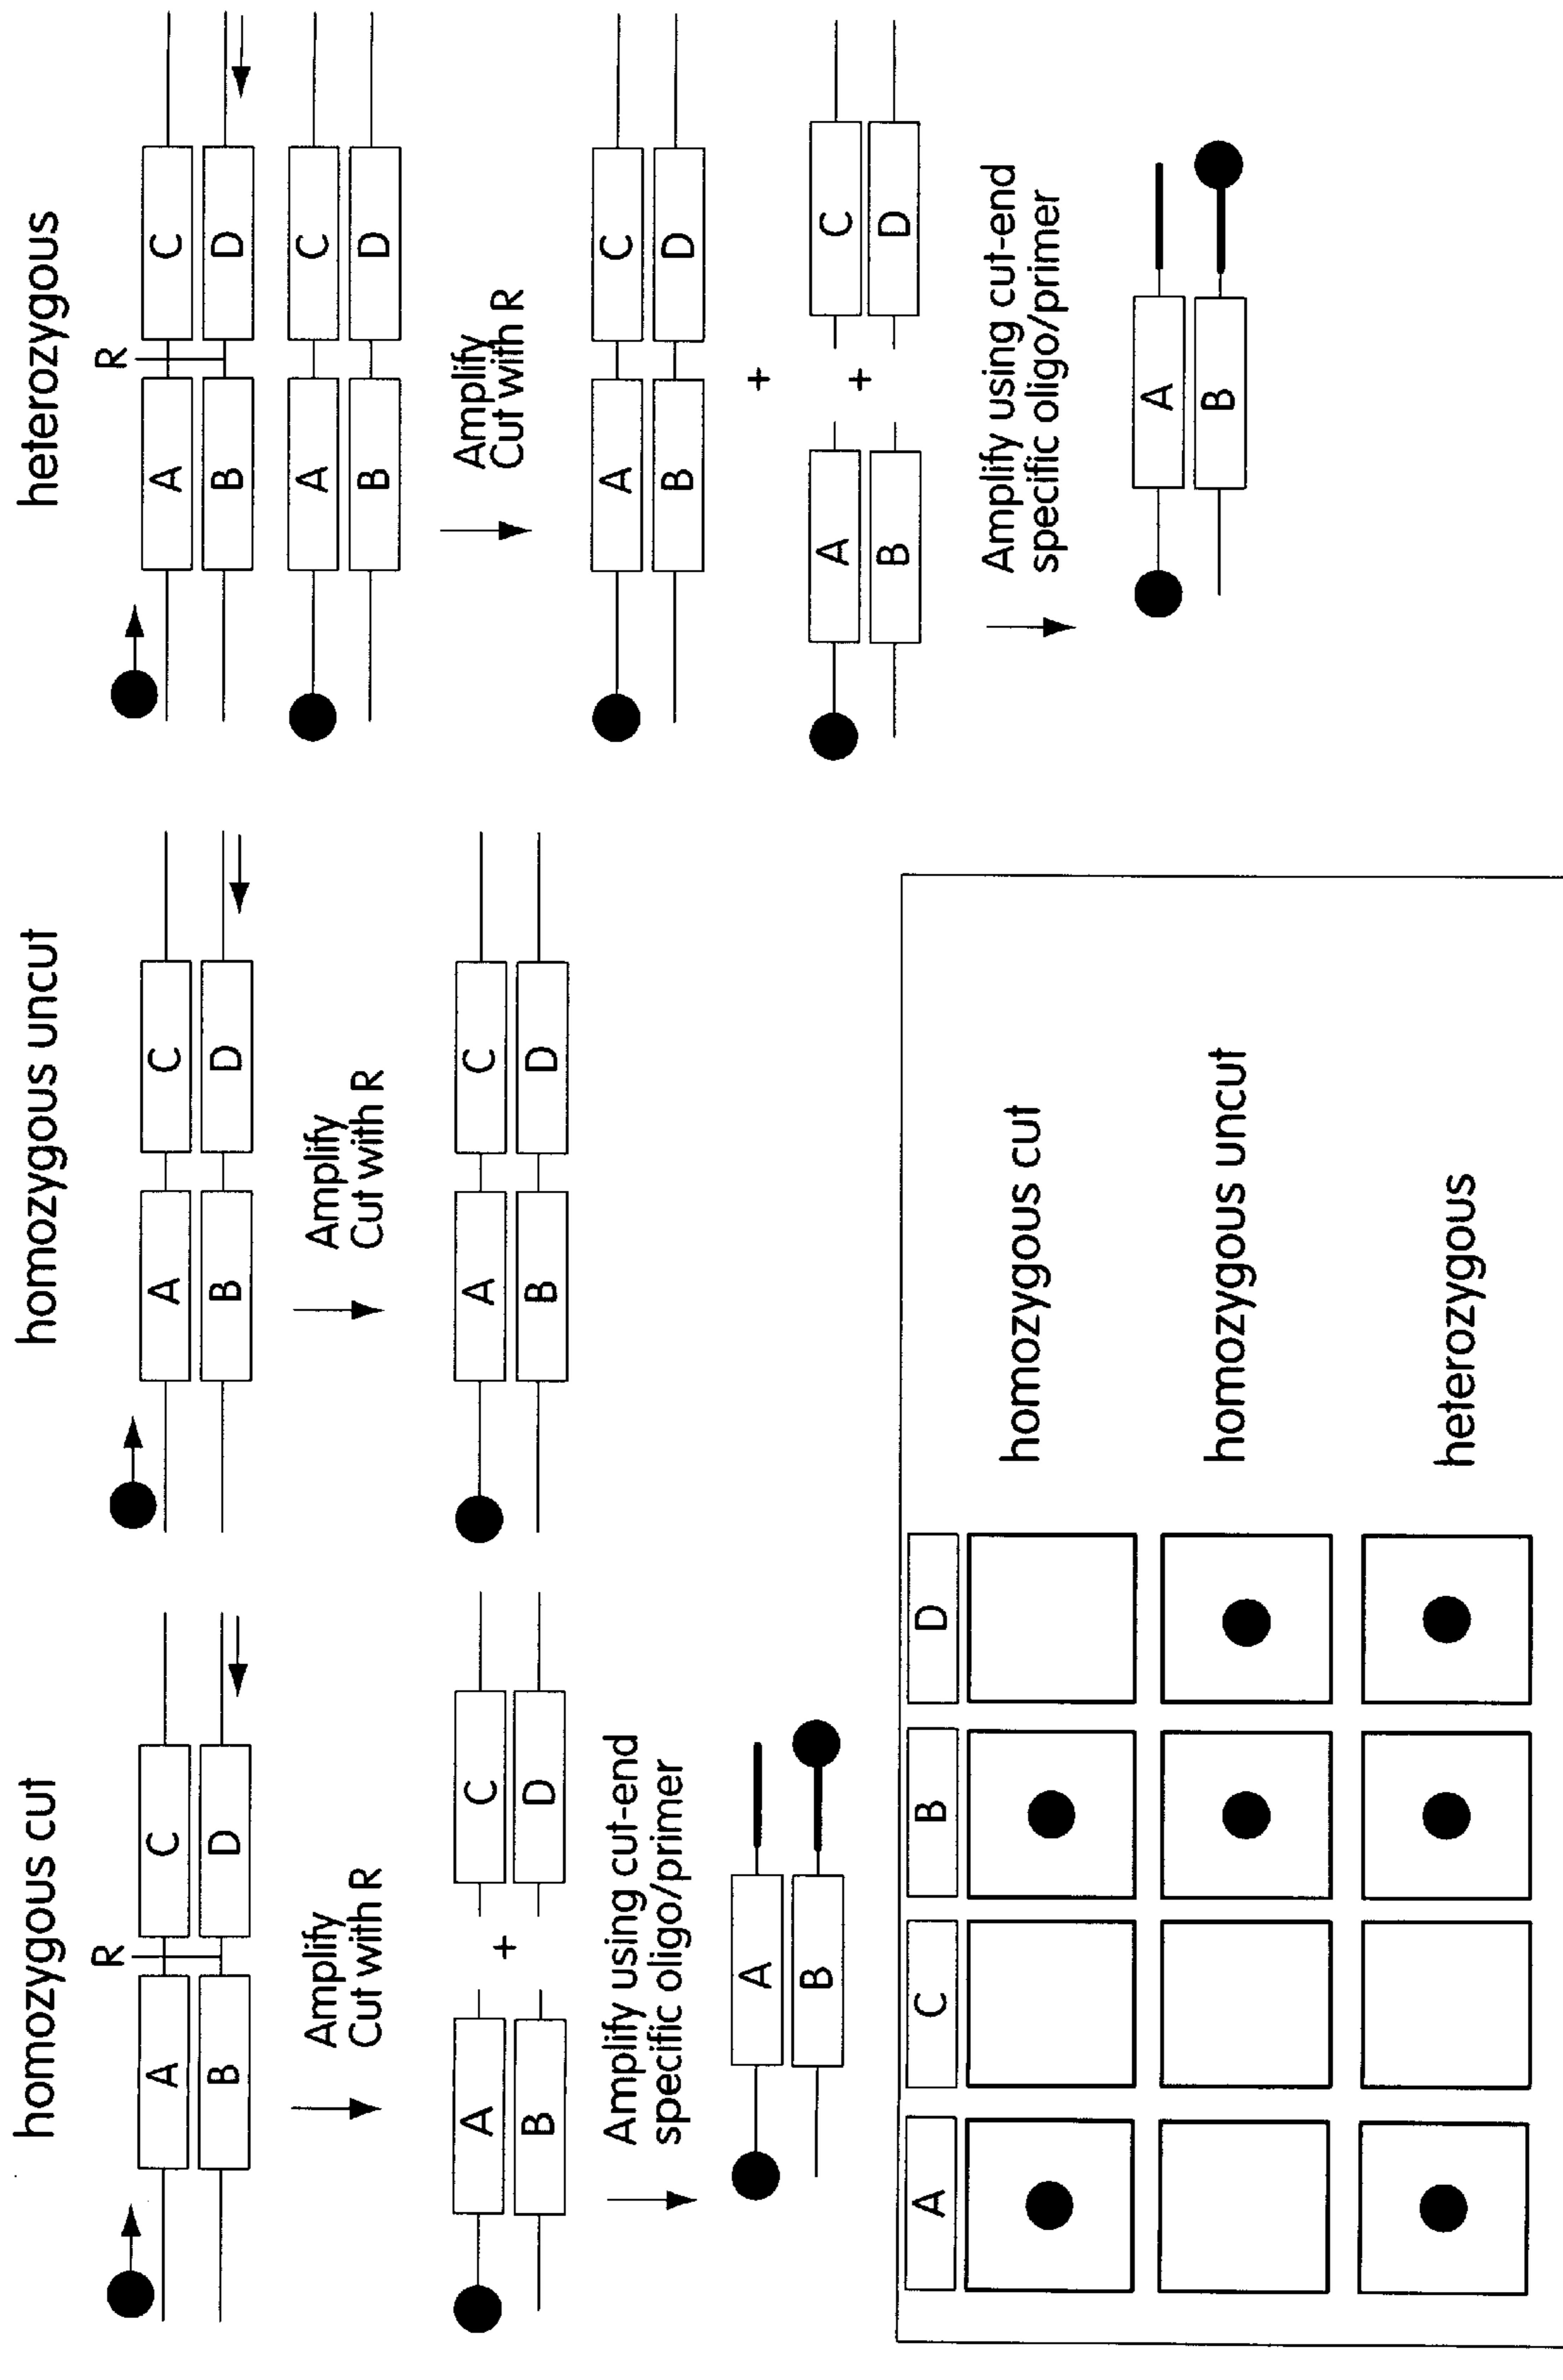 homozygous cut
R
A C
B D
Amplify
Cut with R
A + C
B D
Amplify using cut-end
specific oligo/primer
A
B
homozygous uncut
A C
B D
Amplify
Cut with R
A C
B D
heterozygous
R
A C
B D
A C
B D
Amplify
Cut with R
A C
B D
+
A + C
B D
Amplify using cut-end
specific oligo/primer
A
B
A C B D
homozygous cut
homozygous uncut
heterozygous